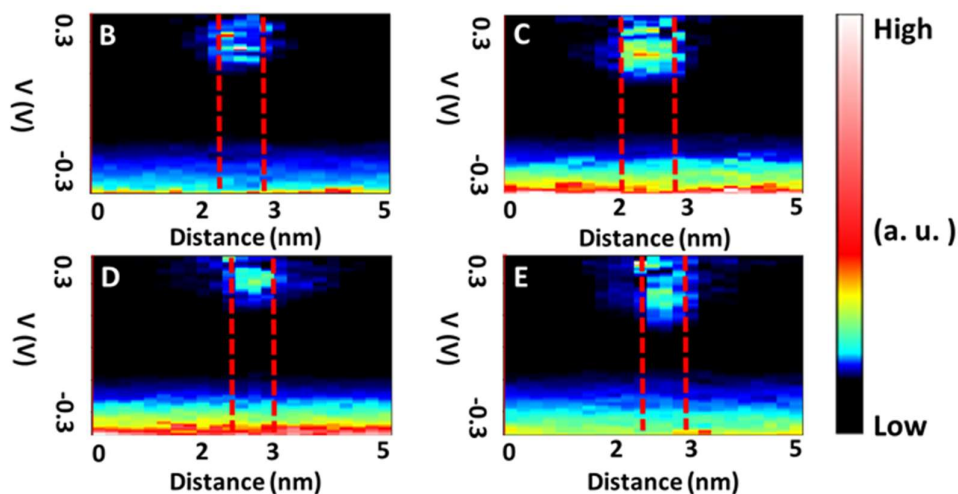 B
0.3
V (V)
-0.3
0
2
3
5
Distance (nm)
C
0.3
V (V)
-0.3
0
2
3
5
Distance (nm)
High
(a. u. )
Low
D
0.3
V (V)
-0.3
0
2
3
5
Distance (nm)
E
0.3
V (V)
-0.3
0
2
3
5
Distance (nm)